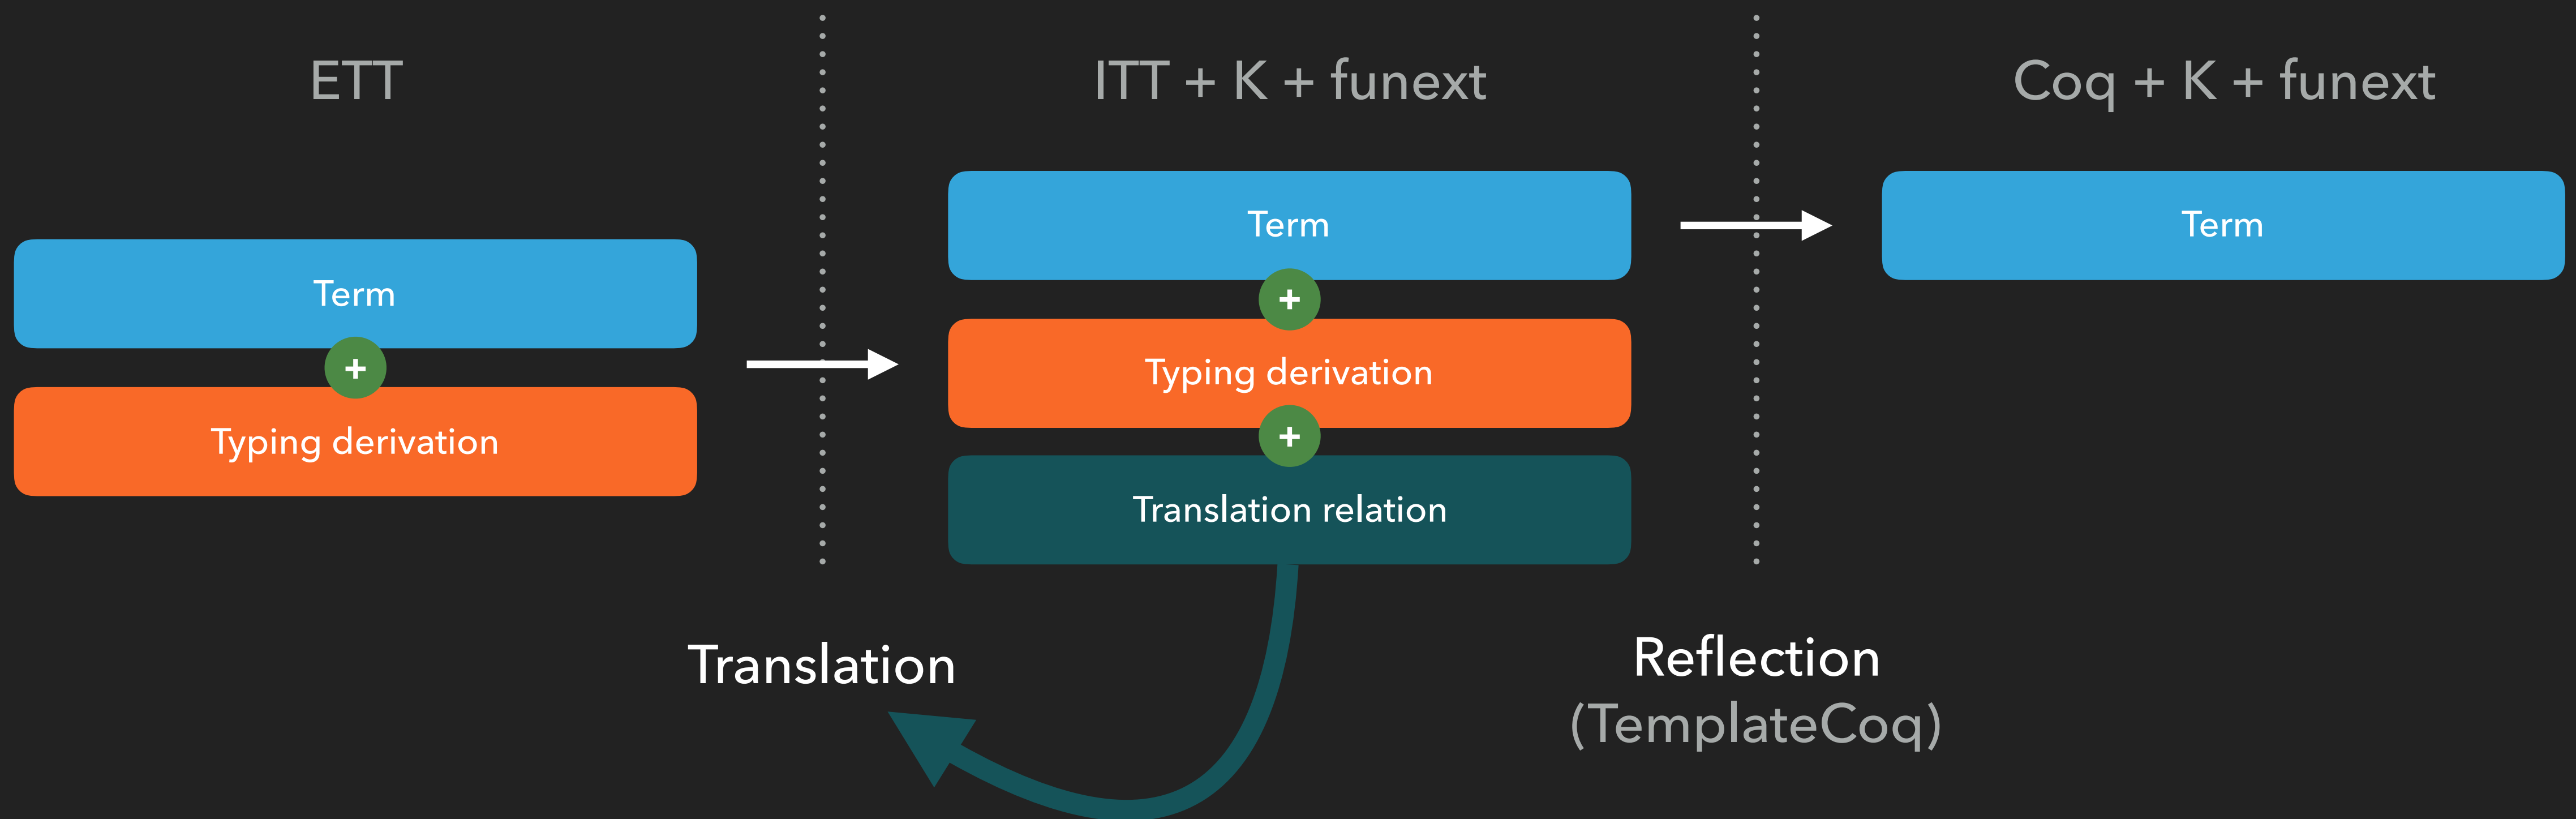 ETT
ITT + K + funext
Coq + K + funext
Term
+
Typing derivation
Term
+
Typing derivation
+
Translation relation
Term
Translation
Reflection
(TemplateCoq)